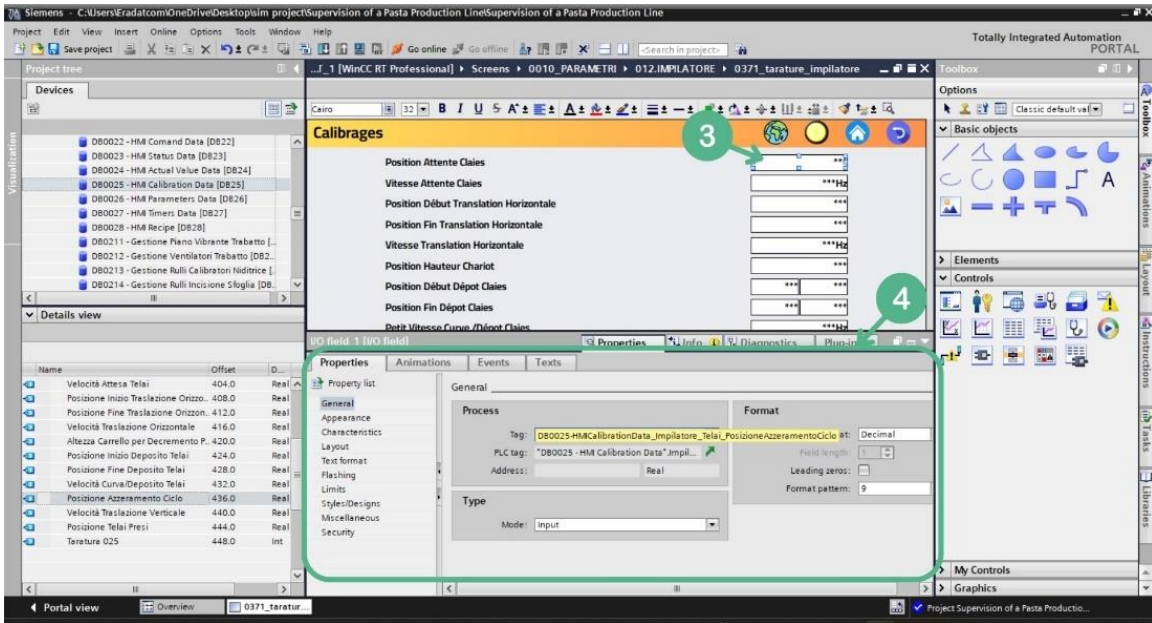 Siemens - C:\Users\Eradatcom\OneDrive\Desktop\sim project\Supervision of a Pasta Production Line\Supervision of a Pasta Production Line
Project Edit View Insert Online Options Tools Window Help
Totally Integrated Automation
PORTAL
Save project Go online Go offline <Search in project>
Project tree
...I_1 [WinCC RT Professional] ▸ Screens ▸ 0010_PARAMETRI ▸ 012.IMPILATORE ▸ 0371_tarature_impilatore
Toolbox
Devices
Options
Cairo 32 B I U S A
Classic default val
Basic objects
Visualization
DB0022 - HMI Comand Data [DB22]
DB0023 - HMI Status Data [DB23]
DB0024 - HMI Actual Value Data [DB24]
DB0025 - HMI Calibration Data [DB25]
DB0026 - HMI Parameters Data [DB26]
DB0027 - HMI Timers Data [DB27]
DB0028 - HMI Recipe [DB28]
DB0211 - Gestione Piano Vibrante Trabatto [...
DB0212 - Gestione Ventilatori Trabatto [DB2...
DB0213 - Gestione Rulli Calibratori Niditrice [...
DB0214 - Gestione Rulli Incisione Sfoglia [DB...
Calibrages
3
Position Attente Claies **
Vitesse Attente Claies ***Hz
Position Début Translation Horizontale ***
Position Fin Translation Horizontale ***
Vitesse Translation Horizontale ***Hz
Position Hauteur Chariot ***
Position Début Dépot Claies *** ***
Position Fin Dépot Claies *** ***
Petit Vitesse Curve /Dépot Claies ***Hz
4
A
Elements
Controls
My Controls
Graphics
Toolbox
Animations
Layout
Instructions
Task
Libraries
Details view
Name Offset D...
Velocità Attesa Telai 404.0 Real
Posizione Inizio Traslazione Orizzo.. 408.0 Real
Posizione Fine Traslazione Orizzon.. 412.0 Real
Velocità Traslazione Orizzontale 416.0 Real
Altezza Carrello per Decremento P.. 420.0 Real
Posizione Inizio Deposito Telai 424.0 Real
Posizione Fine Deposito Telai 428.0 Real
Velocità Curva/Deposito Telai 432.0 Real
Posizione Azzeramento Ciclo 436.0 Real
Velocità Traslazione Verticale 440.0 Real
Posizione Telai Presi 444.0 Real
Taratura 025 448.0 Int
I/O field_1 [I/O field]
Properties Info Diagnostics Plug-in
Properties Animations Events Texts
Property list
General
Appearance
Characteristics
Layout
Text format
Flashing
Limits
Styles/Designs
Miscellaneous
Security
General
Process
Tag: DB0025-HMICalibrationData_Impilatore_Telai_PosizioneAzzeramentoCiclo
PLC tag: "DB0025 - HMI Calibration Data".Impil...
Address: Real
Type
Mode: Input
Format
at: Decimal
Field length: 1
Leading zeros:
Format pattern: 9
Portal view Overview 0371_taratur...
Project Supervision of a Pasta Productio...